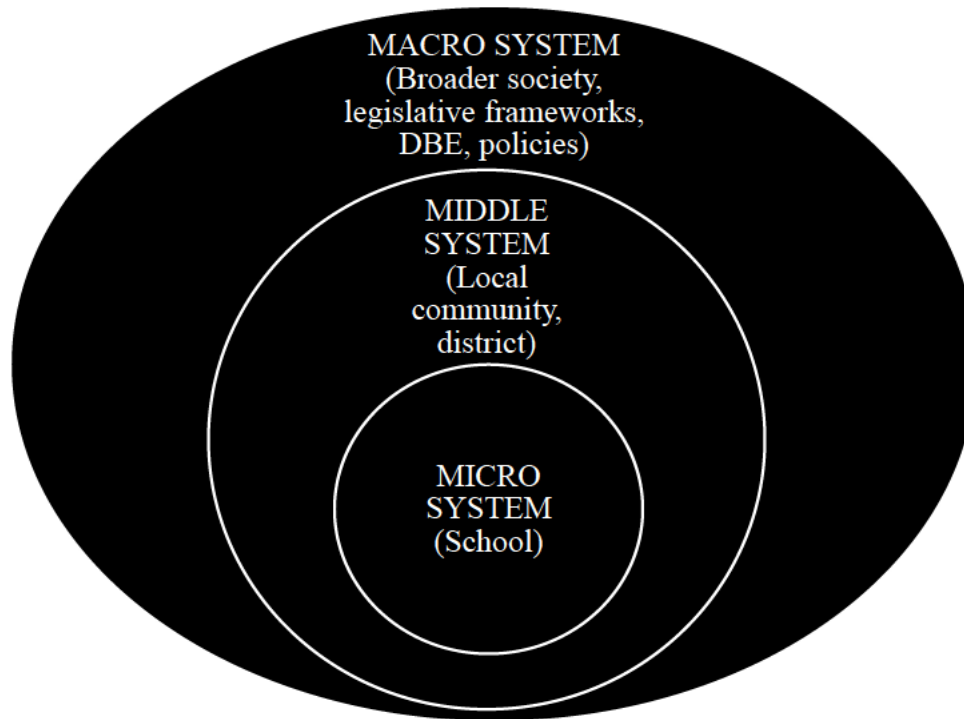 MACRO SYSTEM
(Broader society,
legislative frameworks,
DBE, policies)
MIDDLE
SYSTEM
(Local
community,
district)
MICRO
SYSTEM
(School)